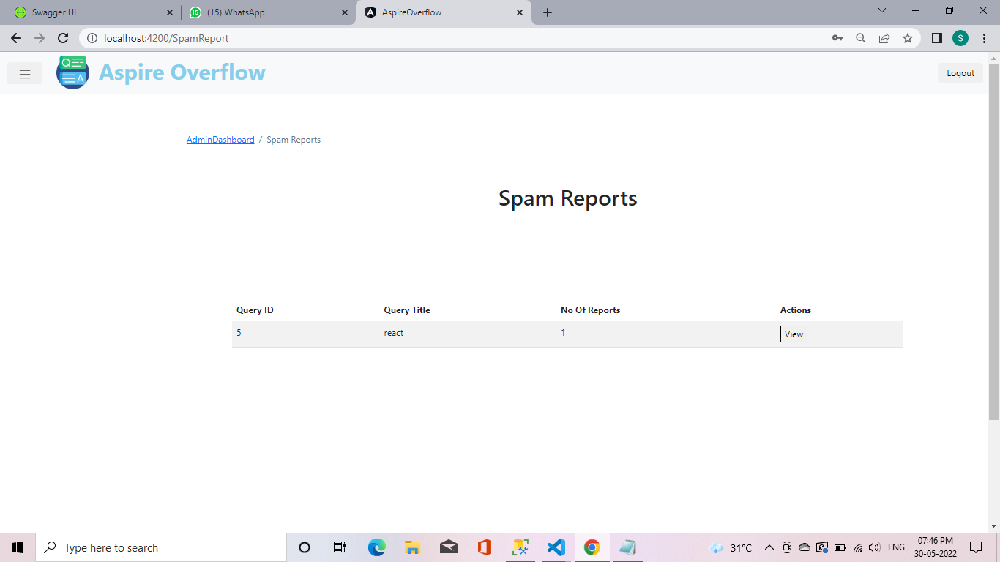 Swagger UI
(15) WhatsApp
AspireOverflow
localhost:4200/SpamReport
S
Q
A
Aspire Overflow
Logout
AdminDashboard / Spam Reports
Spam Reports
Query ID Query Title No Of Reports Actions
5 react 1 View
Type here to search
31°C
ENG
07:46 PM
30-05-2022